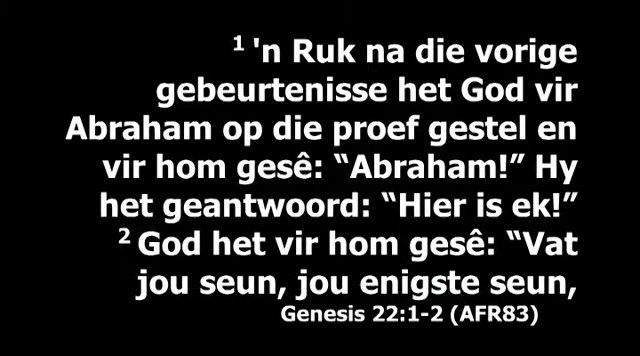 1 'n Ruk na die vorige
gebeurtenisse het God vir
Abraham op die proef gestel en
vir hom gesê: “Abraham!” Hy
het geantwoord: “Hier is ek!”
2 God het vir hom gesê: “Vat
jou seun, jou enigste seun,
Genesis 22:1-2 (AFR83)